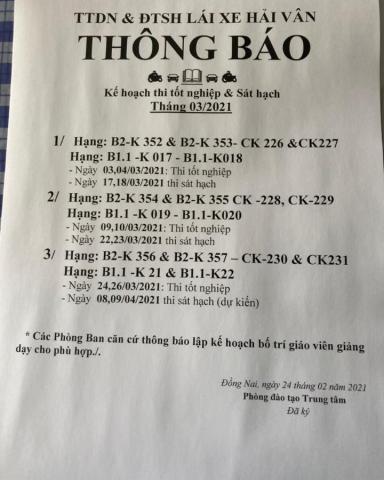 TTDN & ĐTSH LÁI XE HẢI VÂN
THÔNG BÁO
Kế hoạch thi tốt nghiệp & Sát hạch
Tháng 03/2021
1/ Hạng: B2-K 352 & B2-K 353- CK 226 &CK227
Hạng: B1.1 -K 017 - B1.1-K018
- Ngày 03,04/03/2021: Thi tốt nghiệp
- Ngày 17,18/03/2021 thi sát hạch
2/ Hạng: B2-K 354 & B2-K 355 CK -228, CK-229
Hạng: B1.1 -K 019 - B1.1-K020
- Ngày 09,10/03/2021: Thi tốt nghiệp
- Ngày 22,23/03/2021 thi sát hạch
3/ Hạng: B2-K 356 & B2-K 357 – CK-230 & CK231
Hạng: B1.1 -K 21 & B1.1-K22
- Ngày 24,26/03/2021: Thi tốt nghiệp
- Ngày 08,09/04/2021 thi sát hạch (dự kiến)
* Các Phòng Ban căn cứ thông báo lập kế hoạch bố trí giáo viên giảng
dạy cho phù hợp./.
Đồng Nai, ngày 24 tháng 02 năm 2021
Phòng đào tạo Trung tâm
Đã ký